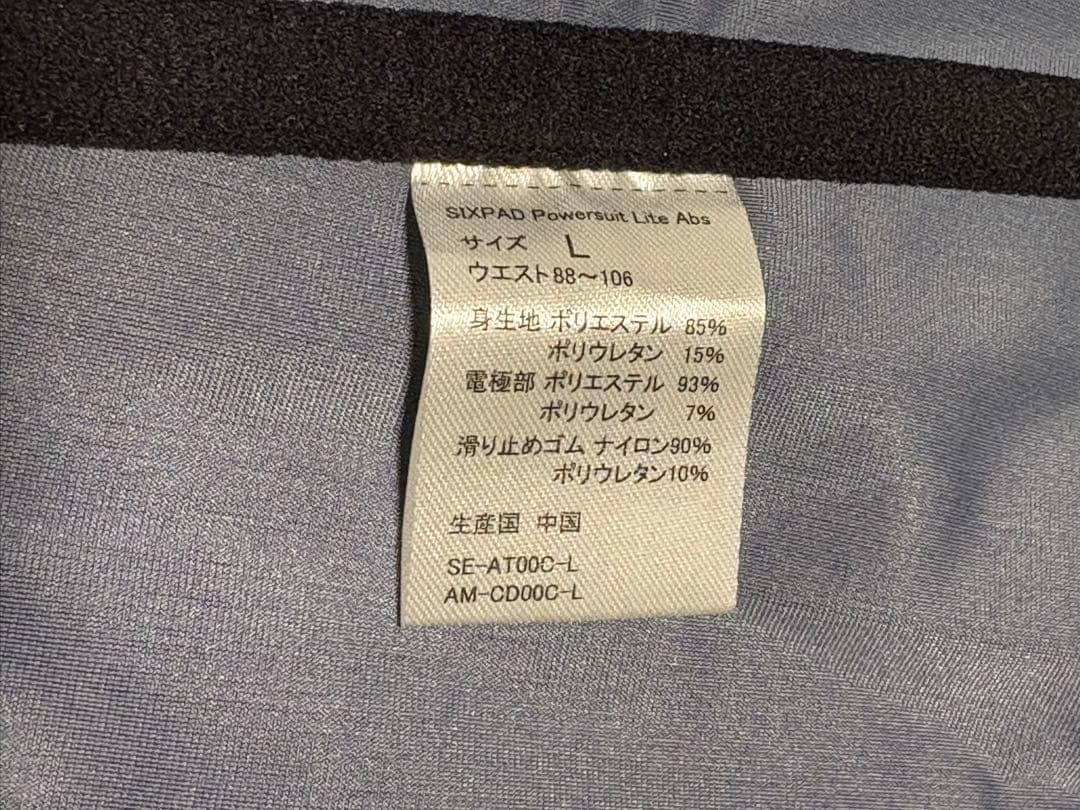 SIXPAD Powersuit Lite Abs
サイズ L
ウエスト88～106
身生地 ポリエステル 85%
ポリウレタン 15%
電極部 ポリエステル 93%
ポリウレタン 7%
滑り止めゴム ナイロン90%
ポリウレタン10%
生産国 中国
SE-AT00C-L
AM-CD00C-L